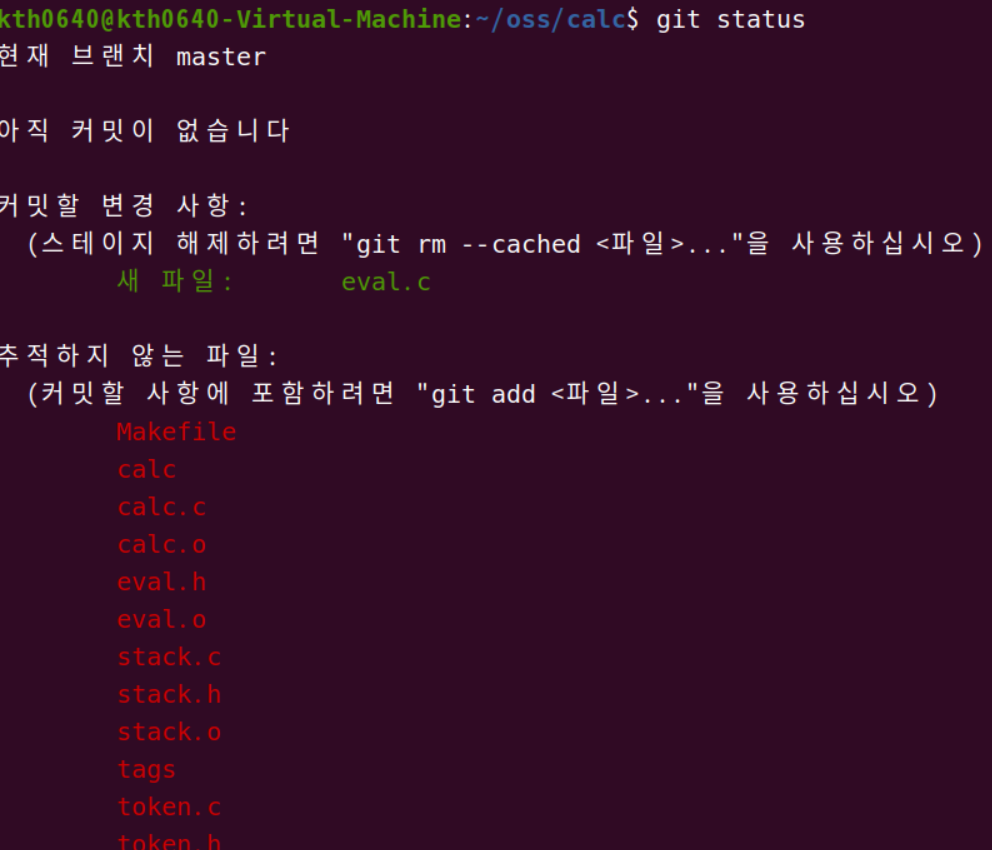 kth0640@kth0640-Virtual-Machine:~/oss/calc$ git status
현재 브랜치 master
아직 커밋이 없습니다
커밋할 변경 사항:
(스테이지 해제하려면 "git rm --cached <파일>..."을 사용하십시오)
새 파일: eval.c
추적하지 않는 파일:
(커밋할 사항에 포함하려면 "git add <파일>..."을 사용하십시오)
Makefile
calc
calc.c
calc.o
eval.h
eval.o
stack.c
stack.h
stack.o
tags
token.c
token.h